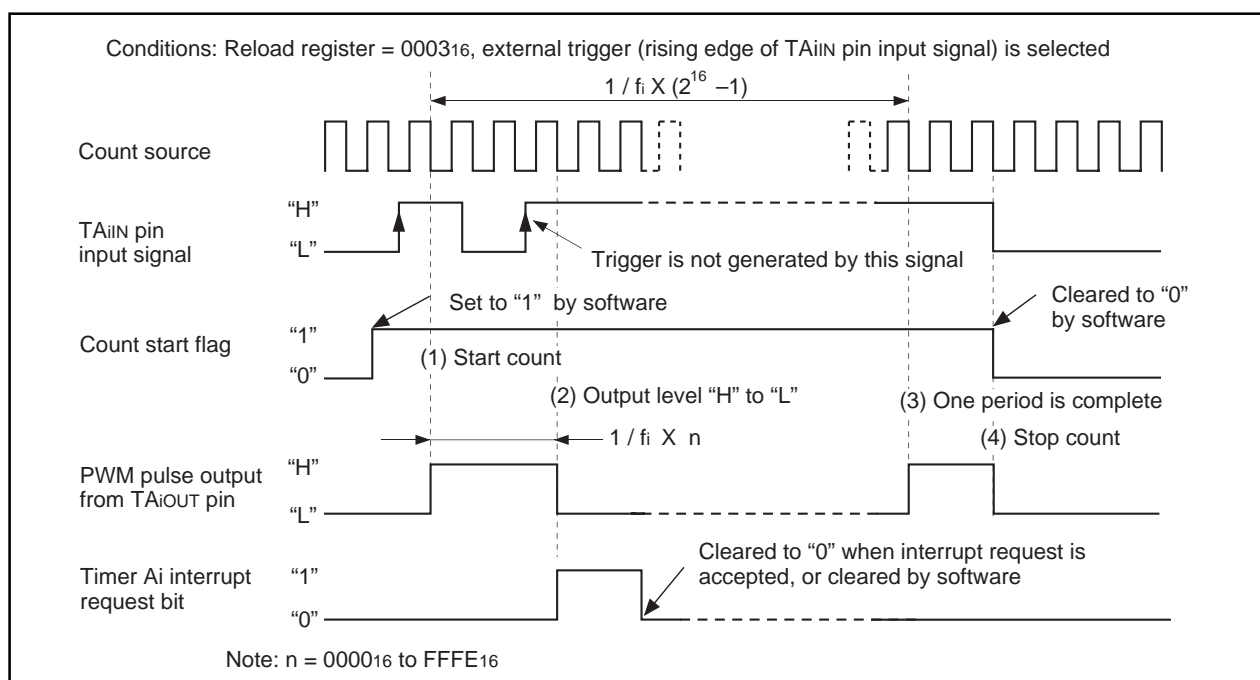 Conditions: Reload register = 000316, external trigger (rising edge of TAiIN pin input signal) is selected
1 / fi X (2^16 –1)
Count source
TAiIN pin
input signal
“H”
“L”
Trigger is not generated by this signal
Set to “1” by software
Cleared to “0”
by software
Count start flag
“1”
“0”
(1) Start count
(2) Output level “H” to “L”
(3) One period is complete
(4) Stop count
1 / fi X n
PWM pulse output
from TAiOUT pin
“H”
“L”
Cleared to “0” when interrupt request is
accepted, or cleared by software
Timer Ai interrupt
request bit
“1”
“0”
Note: n = 000016 to FFFE16